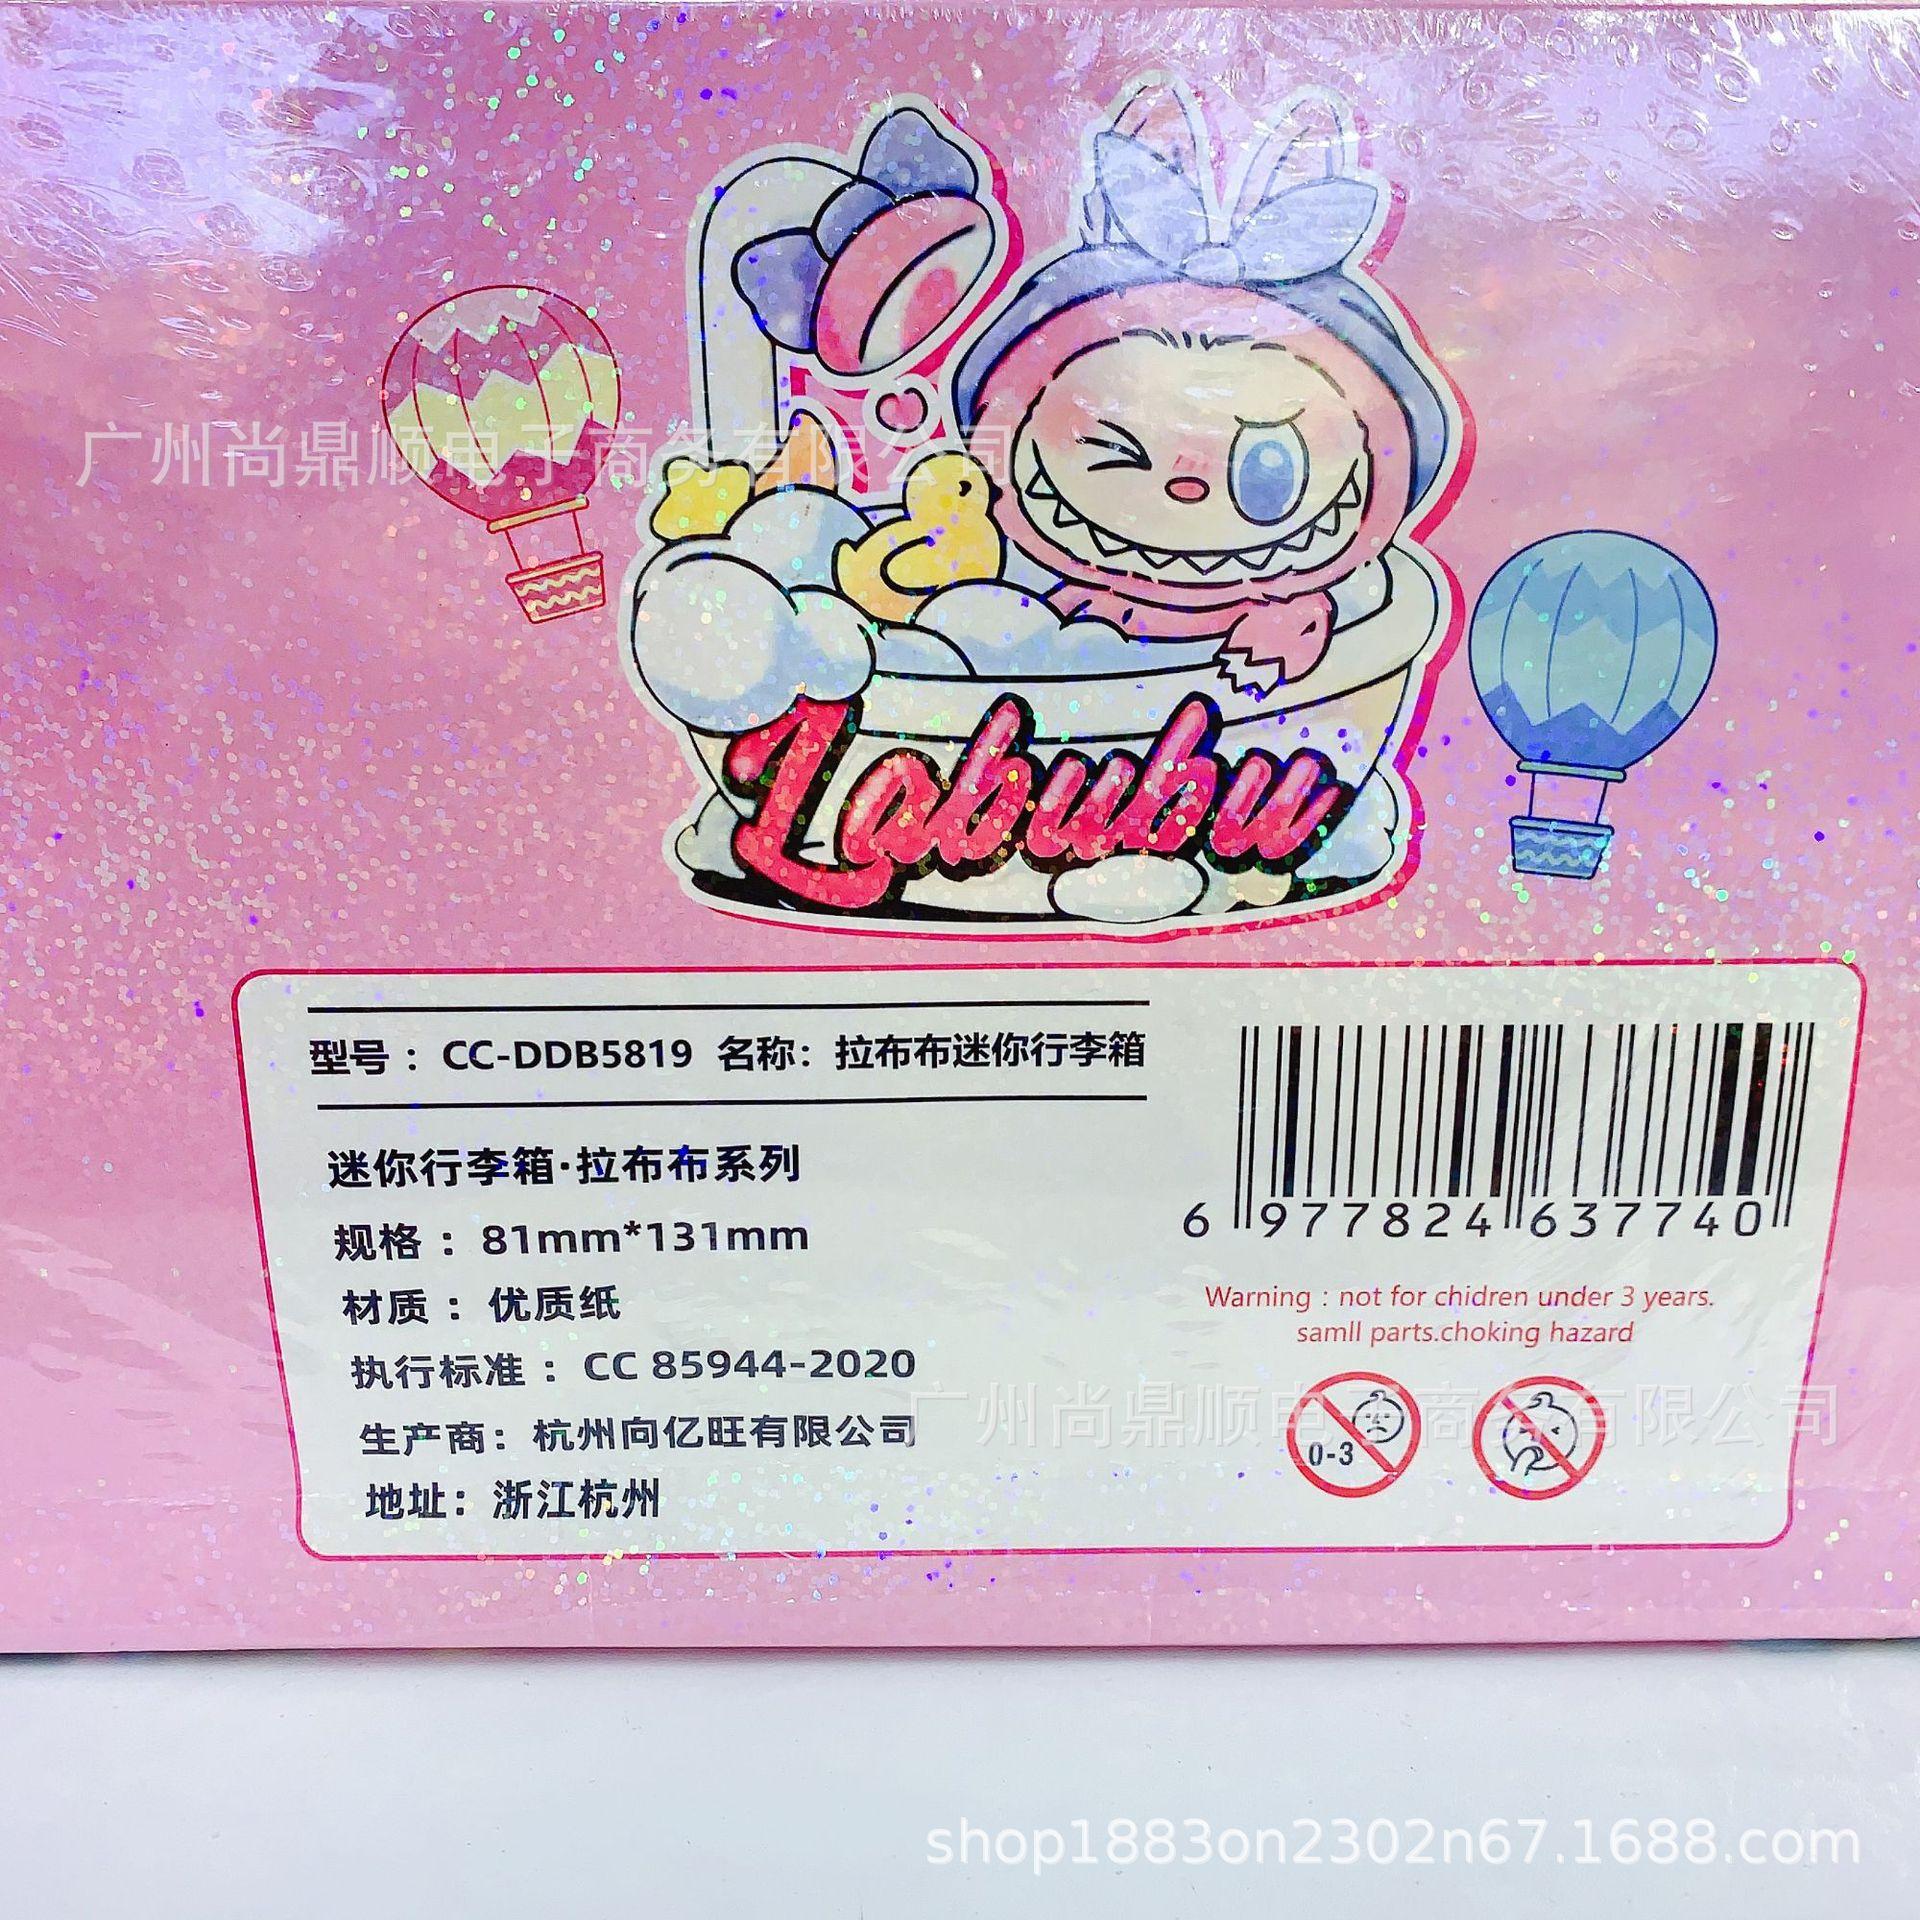 广州尚鼎顺电子商务有限公司
Labubu
型号： CC-DDB5819 名称：拉布布迷你行李箱
迷你行李箱·拉布布系列
规格： 81mm*131mm
材质： 优质纸
执行标准： CC 85944-2020
生产商：杭州向亿旺有限公司
地址：浙江杭州
6 977824 637740
Warning : not for chidren under 3 years.
samll parts.choking hazard
广州尚鼎顺电子商务有限公司
0-3
shop1883on2302n67.1688.com